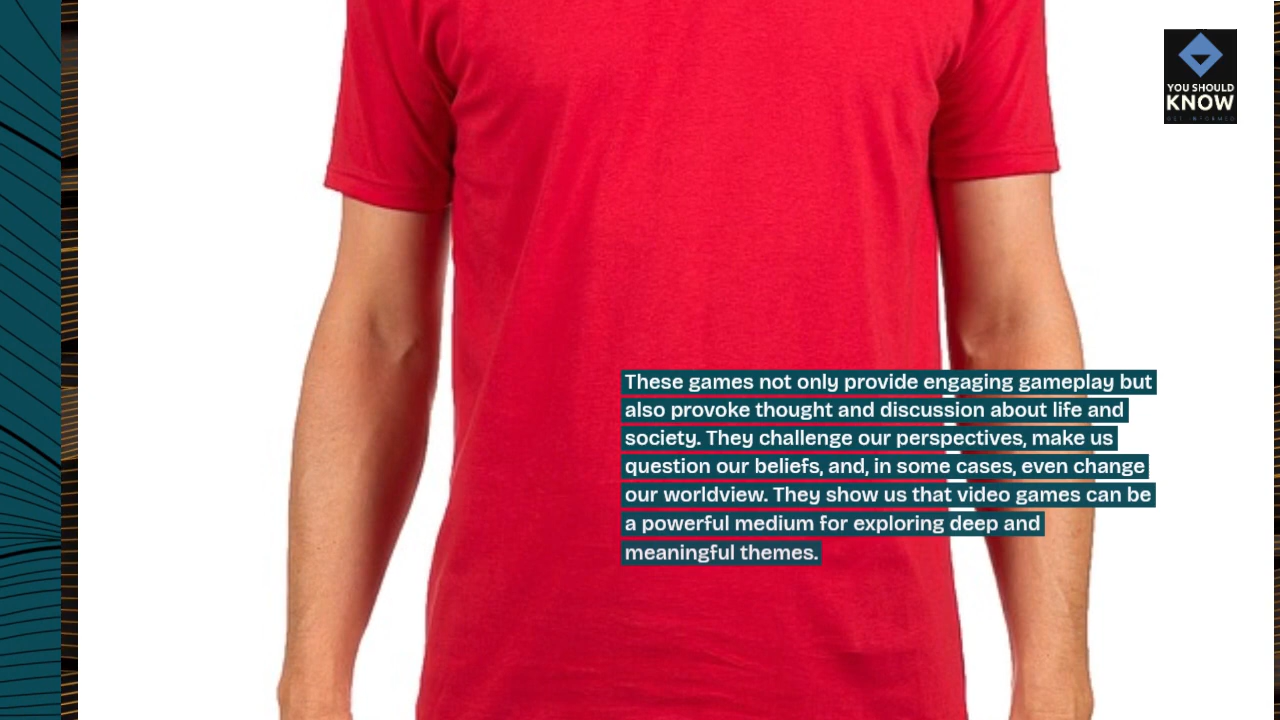 YOU SHOULD
KNOW
GET INFORMED
These games not only provide engaging gameplay but
also provoke thought and discussion about life and
society. They challenge our perspectives, make us
question our beliefs, and, in some cases, even change
our worldview. They show us that video games can be
a powerful medium for exploring deep and
meaningful themes.